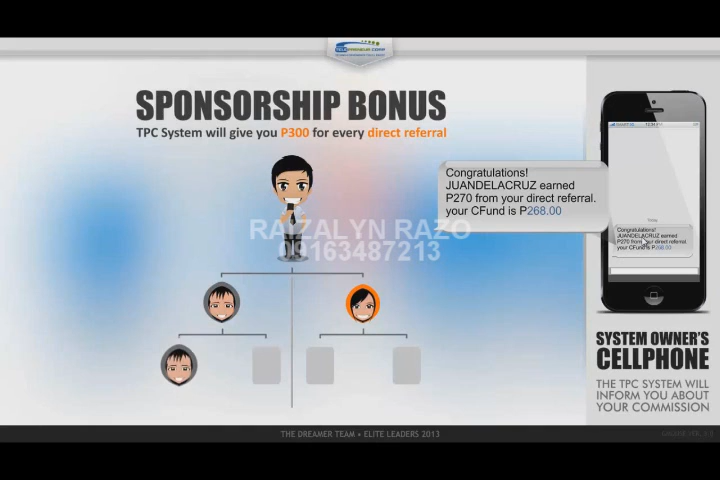 TELEPRENEUR CORP
SPONSORSHIP BONUS
TPC System will give you P300 for every direct referral
RAIZALYN RAZO
09163487213
Congratulations!
JUANDELACRUZ earned
P270 from your direct referral.
your CFund is P268.00
Congratulations!
JUANDELACRUZ earned
P270 from your direct referral.
your CFund is P268.00
SYSTEM OWNER'S
CELLPHONE
THE TPC SYSTEM WILL
INFORM YOU ABOUT
YOUR COMMISSION
THE DREAMER TEAM • ELITE LEADERS 2013